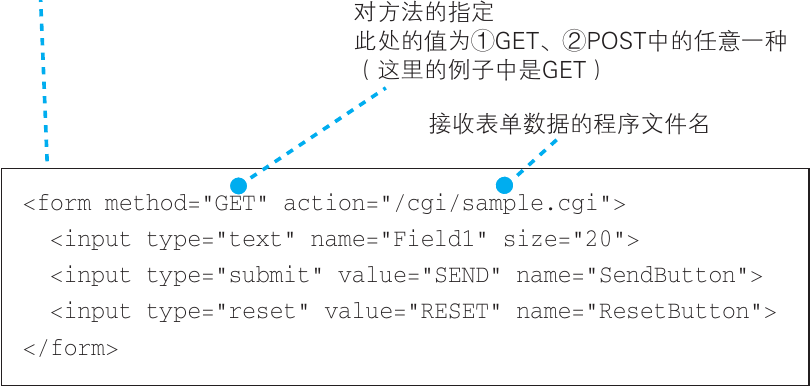 对方法的指定
此处的值为①GET、②POST中的任意一种
（这里的例子中是GET）
接收表单数据的程序文件名
<form method="GET" action="/cgi/sample.cgi">
<input type="text" name="Field1" size="20">
<input type="submit" value="SEND" name="SendButton">
<input type="reset" value="RESET" name="ResetButton">
</form>